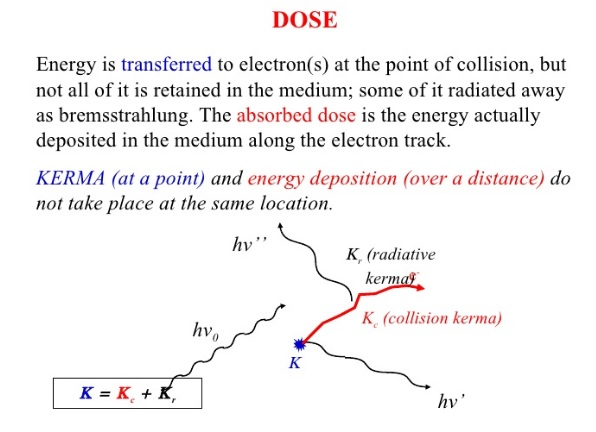 DOSE
Energy is transferred to electron(s) at the point of collision, but
not all of it is retained in the medium; some of it radiated away
as bremsstrahlung. The absorbed dose is the energy actually
deposited in the medium along the electron track.
KERMA (at a point) and energy deposition (over a distance) do
not take place at the same location.
hν’’
Kr (radiative
kerma)
e-
Kc (collision kerma)
hν0
K
K = Kc + Kr
hν’